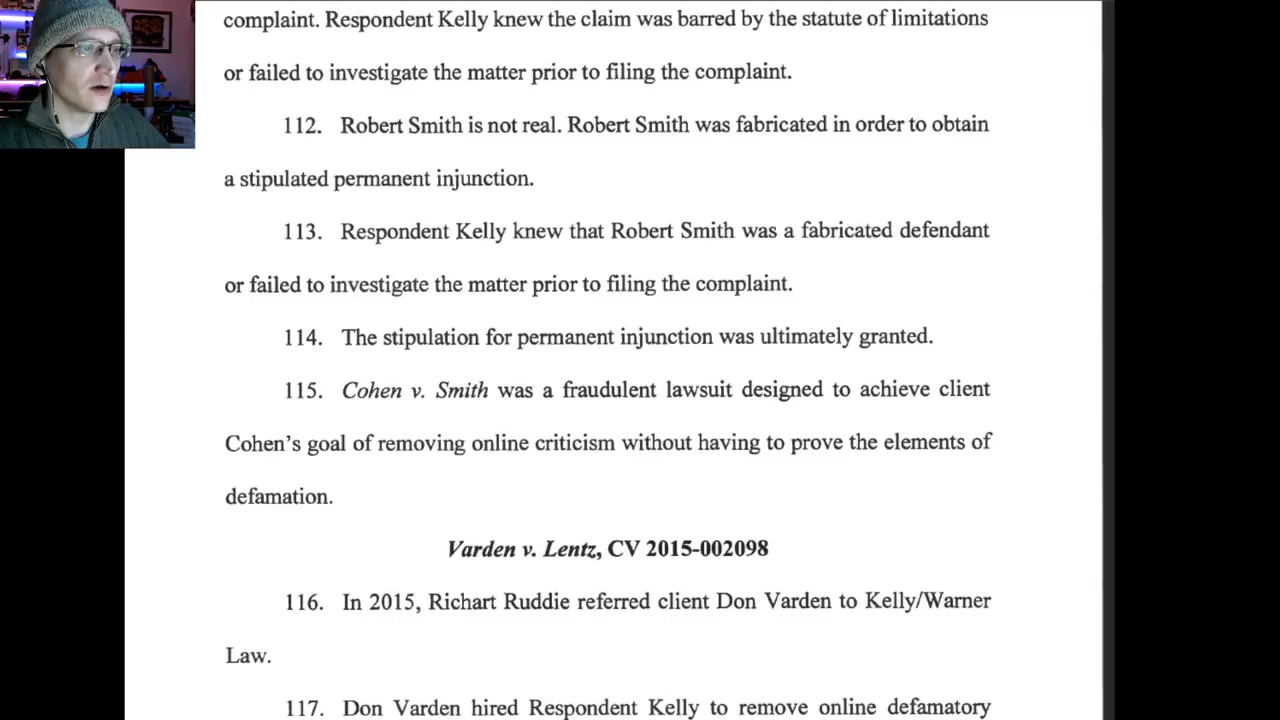 complaint. Respondent Kelly knew the claim was barred by the statute of limitations
or failed to investigate the matter prior to filing the complaint.
112. Robert Smith is not real. Robert Smith was fabricated in order to obtain
a stipulated permanent injunction.
113. Respondent Kelly knew that Robert Smith was a fabricated defendant
or failed to investigate the matter prior to filing the complaint.
114. The stipulation for permanent injunction was ultimately granted.
115. Cohen v. Smith was a fraudulent lawsuit designed to achieve client
Cohen's goal of removing online criticism without having to prove the elements of
defamation.
Varden v. Lentz, CV 2015-002098
116. In 2015, Richart Ruddie referred client Don Varden to Kelly/Warner
Law.
117. Don Varden hired Respondent Kelly to remove online defamatory